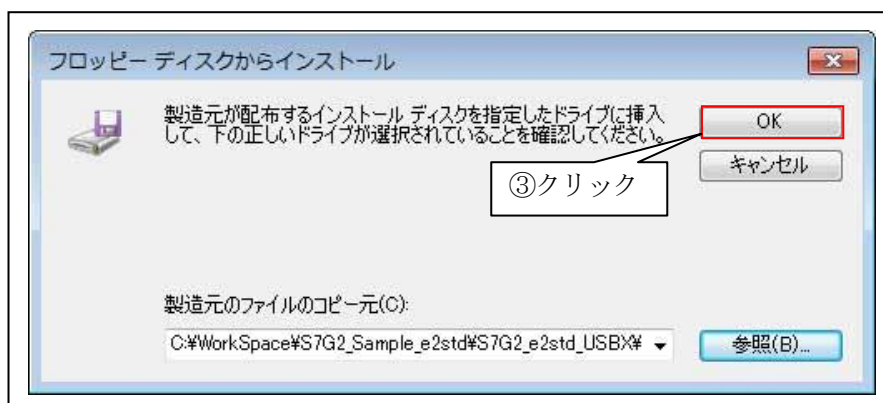 フロッピー ディスクからインストール
製造元が配布するインストール ディスクを指定したドライブに挿入
して、下の正しいドライブが選択されていることを確認してください。
OK
キャンセル
③クリック
製造元のファイルのコピー元(C):
C:¥WorkSpace¥S7G2_Sample_e2std¥S7G2_e2std_USBX¥
参照(B)...